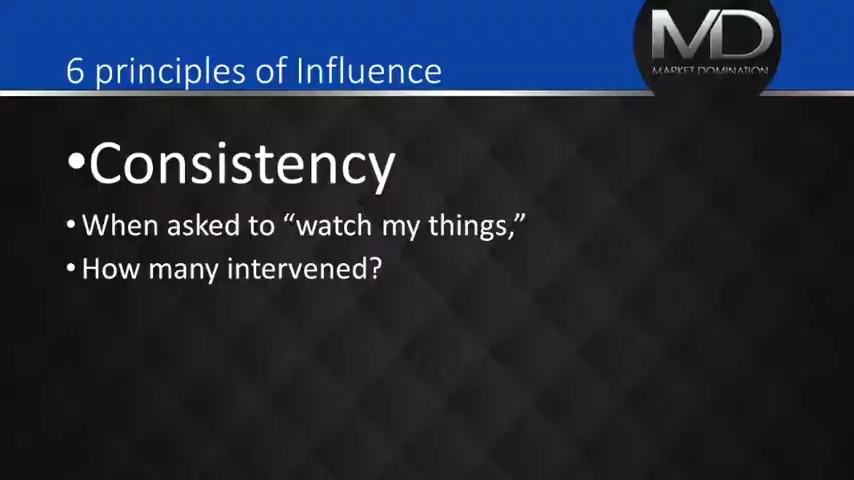 MD
MARKET DOMINATION
6 principles of Influence
•Consistency
• When asked to “watch my things,”
• How many intervened?